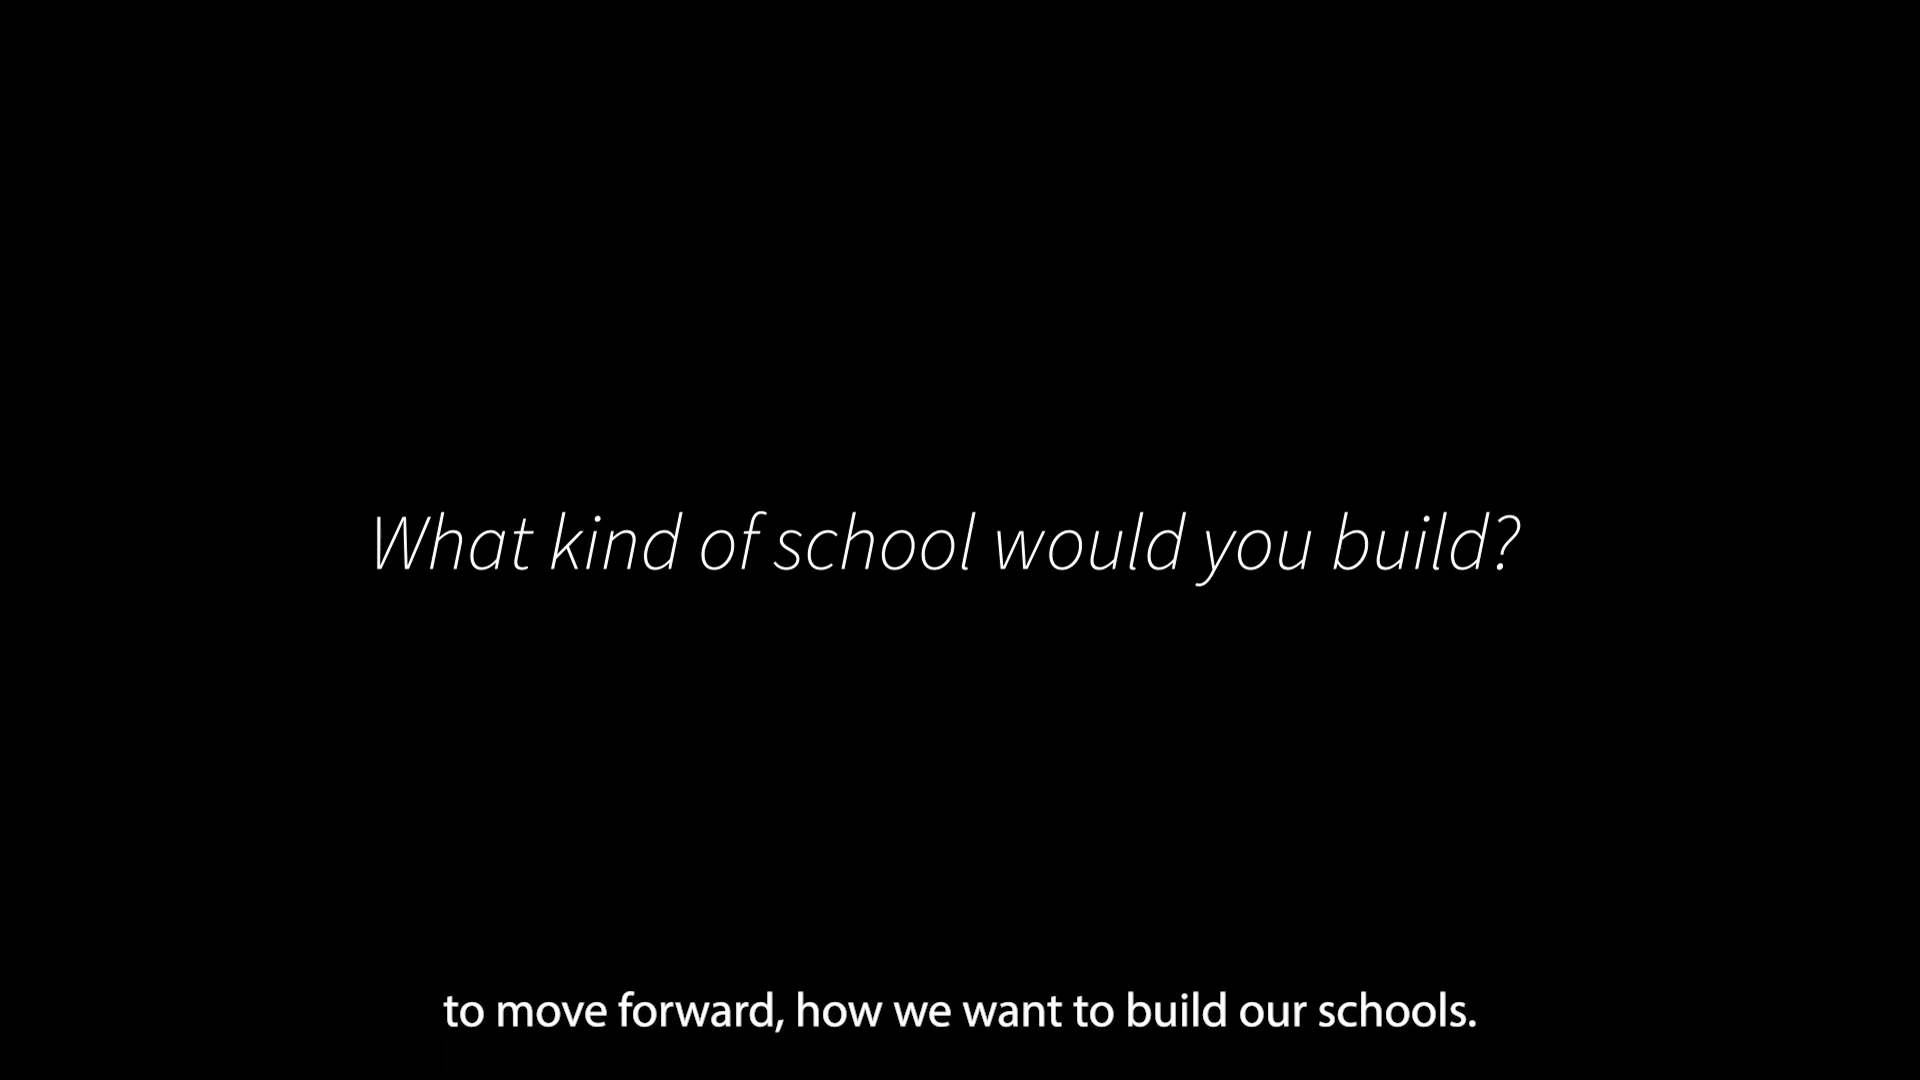 What kind of school would you build?
to move forward, how we want to build our schools.